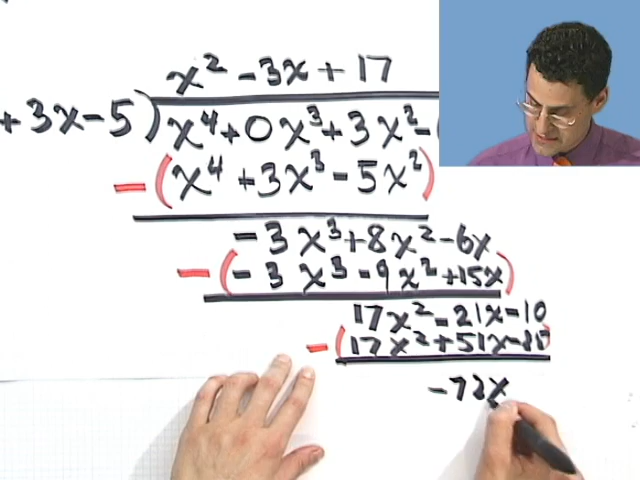 x² - 3x + 17
+ 3x - 5 ) x⁴ + 0x³ + 3x² -
- ( x⁴ + 3x³ - 5x² )
- 3x³ + 8x² - 6x
- ( - 3x³ - 9x² + 15x )
17x² - 21x - 10
- ( 17x² + 51x - 85 )
- 72x